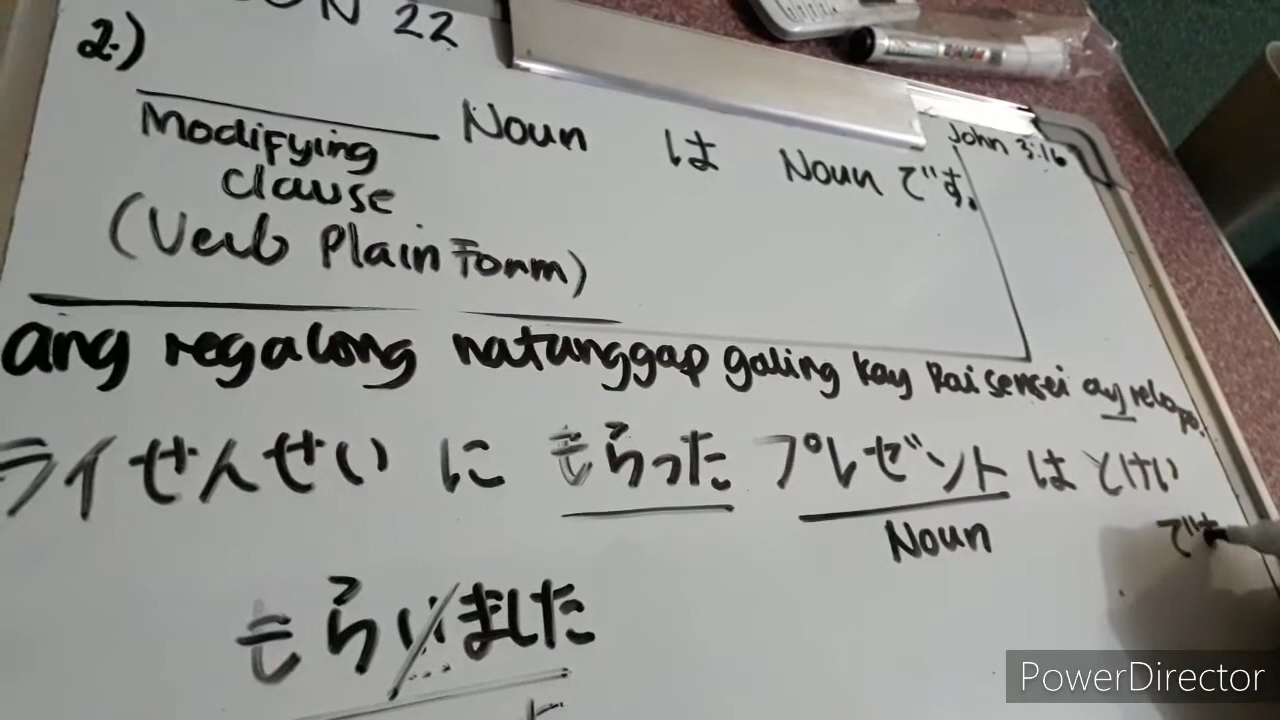 ON 22
2.)
Modifying Noun は Noun です。
clause
(Verb Plain Form)
John 3:16
ang regalong natanggap galing kay Rai sensei ay relo
ライせんせい に もらった プレゼント は とけい
Noun
です
もらいました
PowerDirector